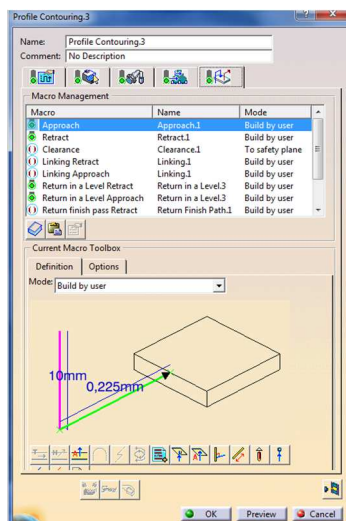 Profile Contouring.3
Name: Profile Contouring.3
Comment: No Description
Macro Management
Macro Name Mode
Approach Approach.1 Build by user
Retract Retract.1 Build by user
Clearance Clearance.1 To safety plane
Linking Retract Linking.1 Build by user
Linking Approach Linking.1 Build by user
Return in a Level Retract Return in a Level.3 Build by user
Return in a Level Approach Return in a Level.3 Build by user
Return finish pass Retract Return Finish Path.1 Build by user
Current Macro Toolbox
Definition Options
Mode: Build by user
10mm
0,225mm
OK Preview Cancel